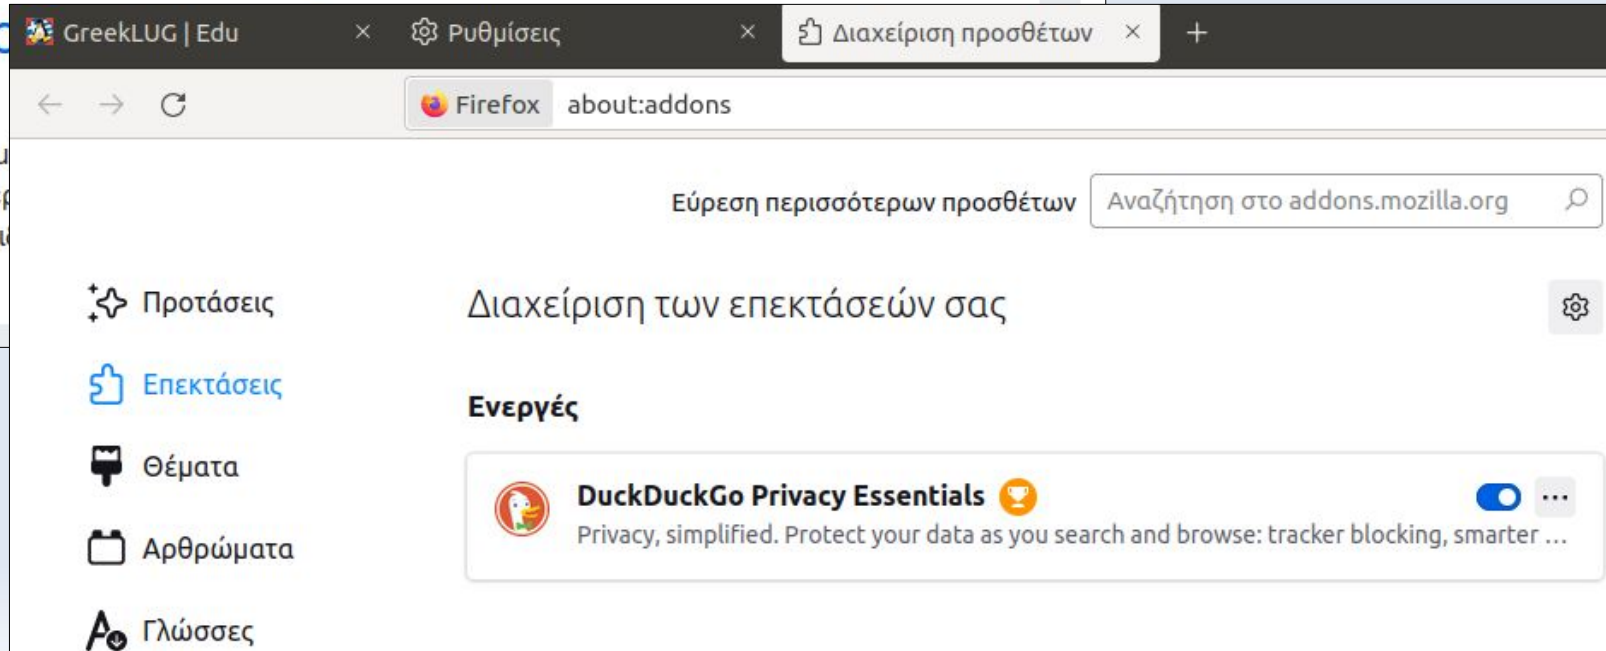 GreekLUG | Edu
Ρυθμίσεις
Διαχείριση προσθέτων
Firefox about:addons
Εύρεση περισσότερων προσθέτων
Αναζήτηση στο addons.mozilla.org
Προτάσεις
Διαχείριση των επεκτάσεών σας
Επεκτάσεις
Ενεργές
Θέματα
DuckDuckGo Privacy Essentials
Privacy, simplified. Protect your data as you search and browse: tracker blocking, smarter ...
Αρθρώματα
Γλώσσες